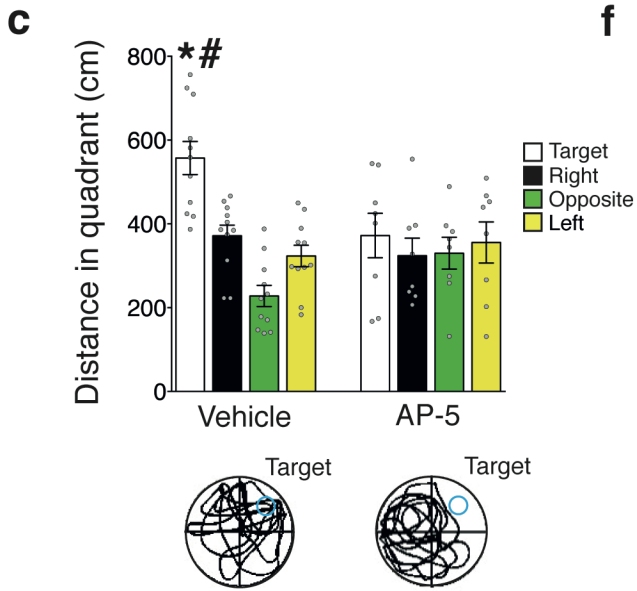 c
f
Distance in quadrant (cm)
800
600
400
200
0
*#
Target
Right
Opposite
Left
Vehicle
AP-5
Target
Target